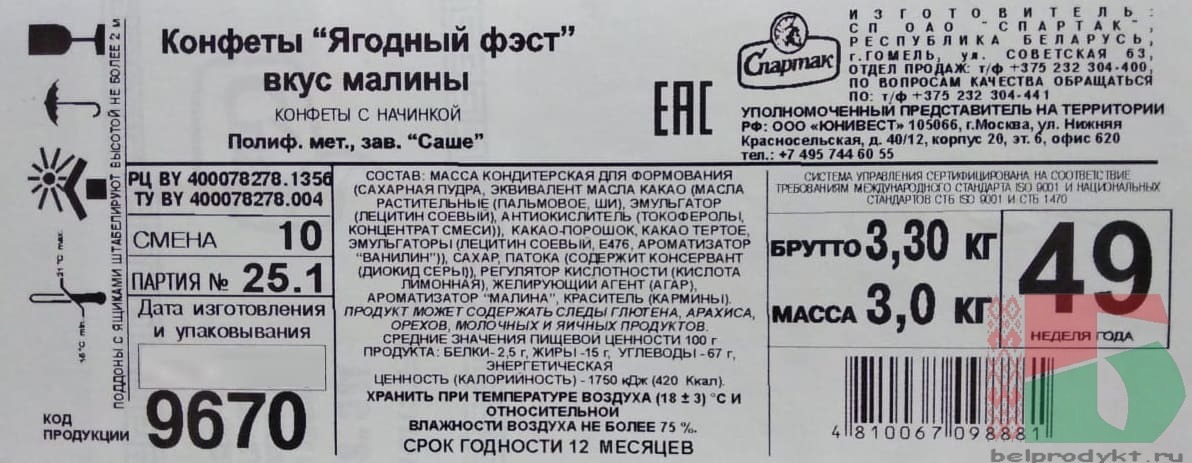 Конфеты "Ягодный фэст"
вкус малины
КОНФЕТЫ С НАЧИНКОЙ
Полиф. мет., зав. "Саше"
Спартак
ЕАС
ИЗГОТОВИТЕЛЬ:
СП ОАО "СПАРТАК",
РЕСПУБЛИКА БЕЛАРУСЬ,
г.ГОМЕЛЬ, ул. СОВЕТСКАЯ 63,
ОТДЕЛ ПРОДАЖ: т/ф +375 232 304-400,
ПО ВОПРОСАМ КАЧЕСТВА ОБРАЩАТЬСЯ
ПО: т/ф +375 232 304-441
УПОЛНОМОЧЕННЫЙ ПРЕДСТАВИТЕЛЬ НА ТЕРРИТОРИИ
РФ: ООО «ЮНИВЕСТ» 105066, г.Москва, ул. Нижняя
Красносельская, д. 40/12, корпус 20, эт. 6, офис 620
тел.: +7 495 744 60 55
ПОДДОНЫ С ЯЩИКАМИ ШТАБЕЛИРУЮТ ВЫСОТОЙ НЕ БОЛЕЕ 2 М
21 °С max.
15 °С min.
РЦ BY 400078278.1356
ТУ BY 400078278.004
СМЕНА 10
ПАРТИЯ № 25.1
Дата изготовления
и упаковывания
КОД
ПРОДУКЦИИ
9670
СОСТАВ: МАССА КОНДИТЕРСКАЯ ДЛЯ ФОРМОВАНИЯ
(САХАРНАЯ ПУДРА, ЭКВИВАЛЕНТ МАСЛА КАКАО (МАСЛА
РАСТИТЕЛЬНЫЕ (ПАЛЬМОВОЕ, ШИ), ЭМУЛЬГАТОР
(ЛЕЦИТИН СОЕВЫЙ), АНТИОКИСЛИТЕЛЬ (ТОКОФЕРОЛЫ,
КОНЦЕНТРАТ СМЕСИ)), КАКАО-ПОРОШОК, КАКАО ТЕРТОЕ,
ЭМУЛЬГАТОРЫ (ЛЕЦИТИН СОЕВЫЙ, Е476, АРОМАТИЗАТОР
"ВАНИЛИН")), САХАР, ПАТОКА (СОДЕРЖИТ КОНСЕРВАНТ
(ДИОКИД СЕРЫ)), РЕГУЛЯТОР КИСЛОТНОСТИ (КИСЛОТА
ЛИМОННАЯ), ЖЕЛИРУЮЩИЙ АГЕНТ (АГАР),
АРОМАТИЗАТОР "МАЛИНА", КРАСИТЕЛЬ (КАРМИНЫ).
ПРОДУКТ МОЖЕТ СОДЕРЖАТЬ СЛЕДЫ ГЛЮТЕНА, АРАХИСА,
ОРЕХОВ, МОЛОЧНЫХ И ЯИЧНЫХ ПРОДУКТОВ.
СРЕДНИЕ ЗНАЧЕНИЯ ПИЩЕВОЙ ЦЕННОСТИ 100 г
ПРОДУКТА: БЕЛКИ-2,5 г, ЖИРЫ -15 г, УГЛЕВОДЫ - 67 г,
ЭНЕРГЕТИЧЕСКАЯ
ЦЕННОСТЬ (КАЛОРИЙНОСТЬ) - 1750 кДж (420 Ккал).
ХРАНИТЬ ПРИ ТЕМПЕРАТУРЕ ВОЗДУХА (18 ± 3) °С И
ОТНОСИТЕЛЬНОЙ
ВЛАЖНОСТИ ВОЗДУХА НЕ БОЛЕЕ 75 %.
СРОК ГОДНОСТИ 12 МЕСЯЦЕВ
СИСТЕМА УПРАВЛЕНИЯ СЕРТИФИЦИРОВАНА НА СООТВЕТСТВИЕ
ТРЕБОВАНИЯМ МЕЖДУНАРОДНОГО СТАНДАРТА ISO 9001 И НАЦИОНАЛЬНЫХ
СТАНДАРТОВ СТБ ISO 9001 И СТБ 1470
БРУТТО 3,30 КГ
МАССА 3,0 КГ
49
НЕДЕЛЯ ГОДА
4 810067 098881
belprodykt.ru